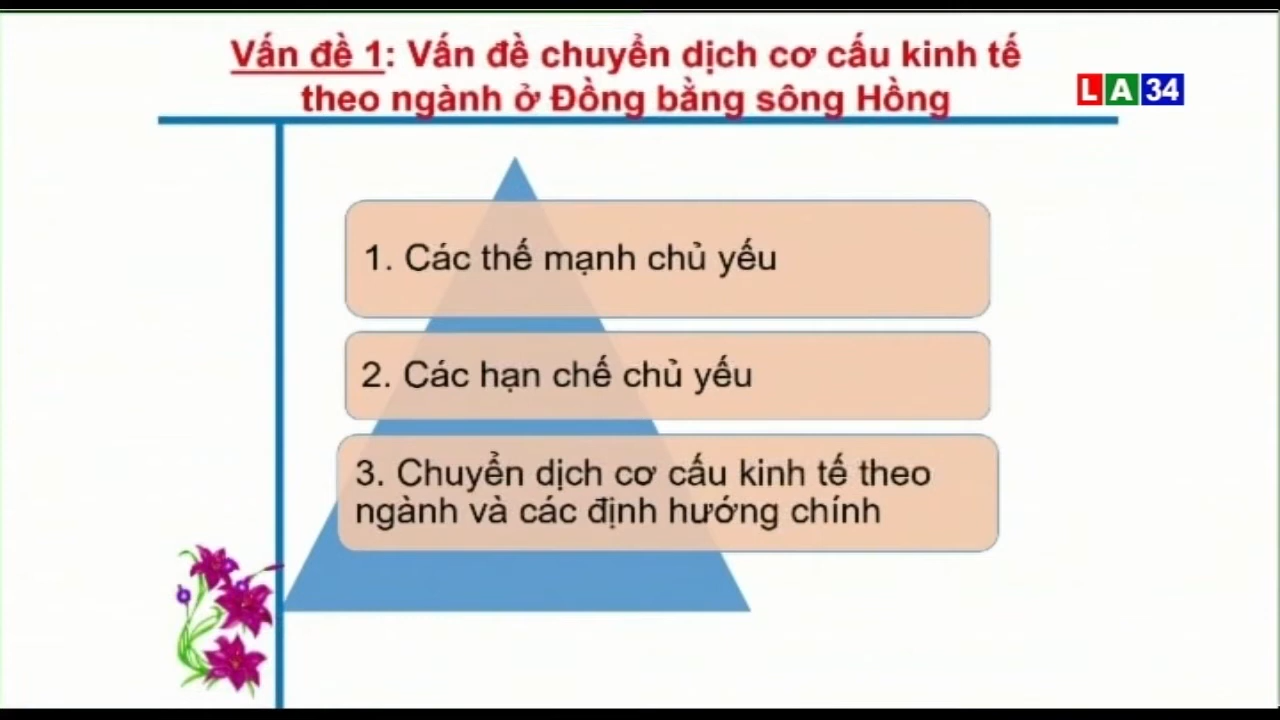 Vấn đề 1: Vấn đề chuyển dịch cơ cấu kinh tế
theo ngành ở Đồng bằng sông Hồng
LA34
1. Các thế mạnh chủ yếu
2. Các hạn chế chủ yếu
3. Chuyển dịch cơ cấu kinh tế theo
ngành và các định hướng chính